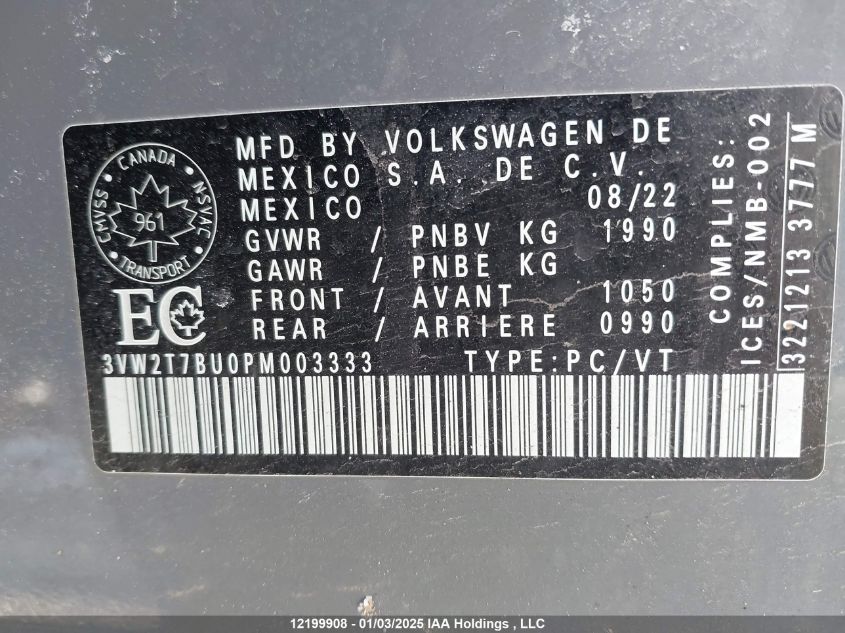 MFD BY VOLKSWAGEN DE
MEXICO S.A. DE C.V.
MEXICO 08/22
GVWR / PNBV KG 1990
GAWR / PNBE KG
FRONT / AVANT 1050
REAR / ARRIERE 0990
3VW2T7BU0PM003333 TYPE:PC/VT
CANADA
CMVSS 961 NSVAC
TRANSPORT
EC
COMPLIES:
ICES/NMB-002
3221213 3777 M
12199908 - 01/03/2025 IAA Holdings , LLC